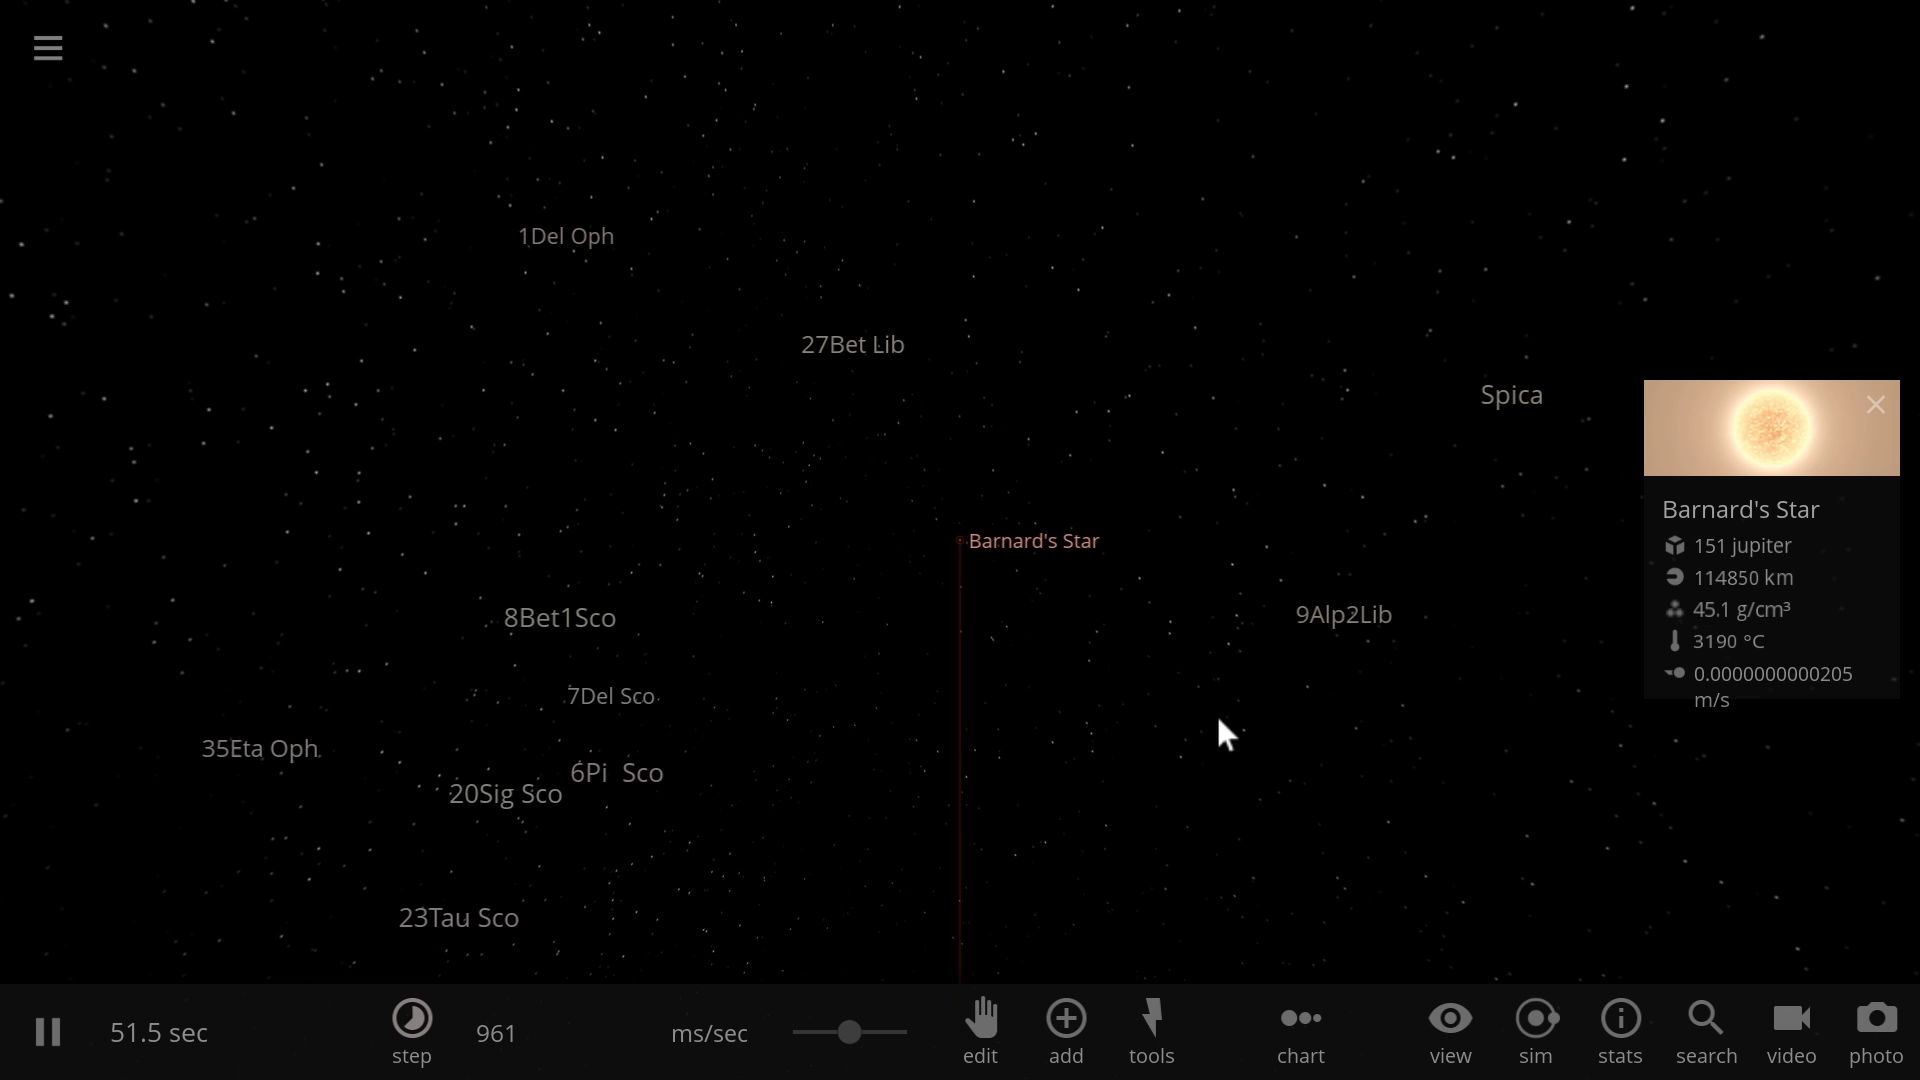 1Del Oph
27Bet Lib
Spica
Barnard's Star
8Bet1Sco
9Alp2Lib
7Del Sco
35Eta Oph
6Pi  Sco
20Sig Sco
23Tau Sco
Barnard's Star
151 jupiter
114850 km
45.1 g/cm³
3190 °C
0.0000000000205
m/s
51.5 sec
step
961
ms/sec
edit
add
tools
chart
view
sim
stats
search
video
photo